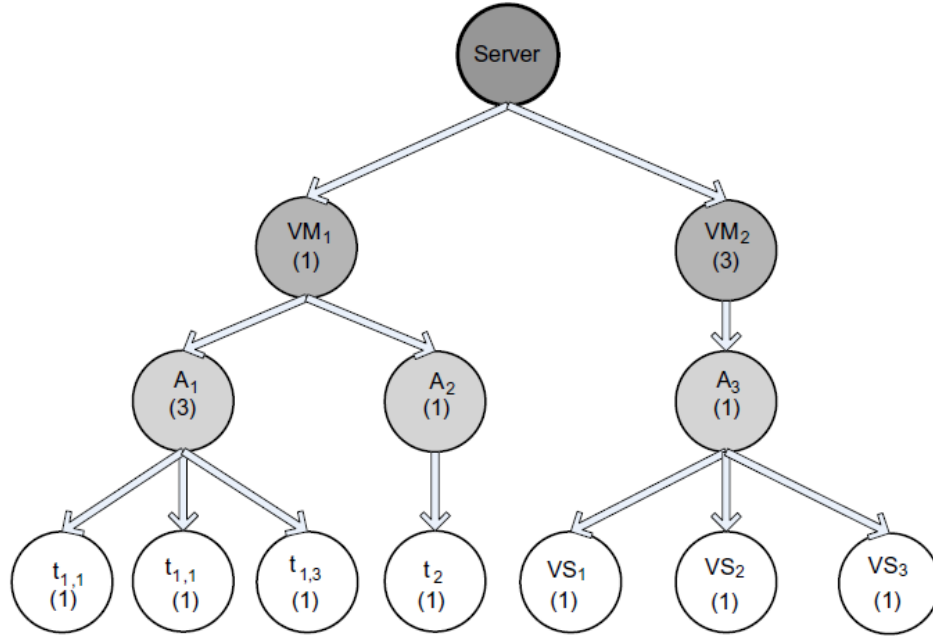 Server
VM₁
(1)
VM₂
(3)
A₁
(3)
A₂
(1)
A₃
(1)
t₁,₁
(1)
t₁,₁
(1)
t₁,₃
(1)
t₂
(1)
VS₁
(1)
VS₂
(1)
VS₃
(1)